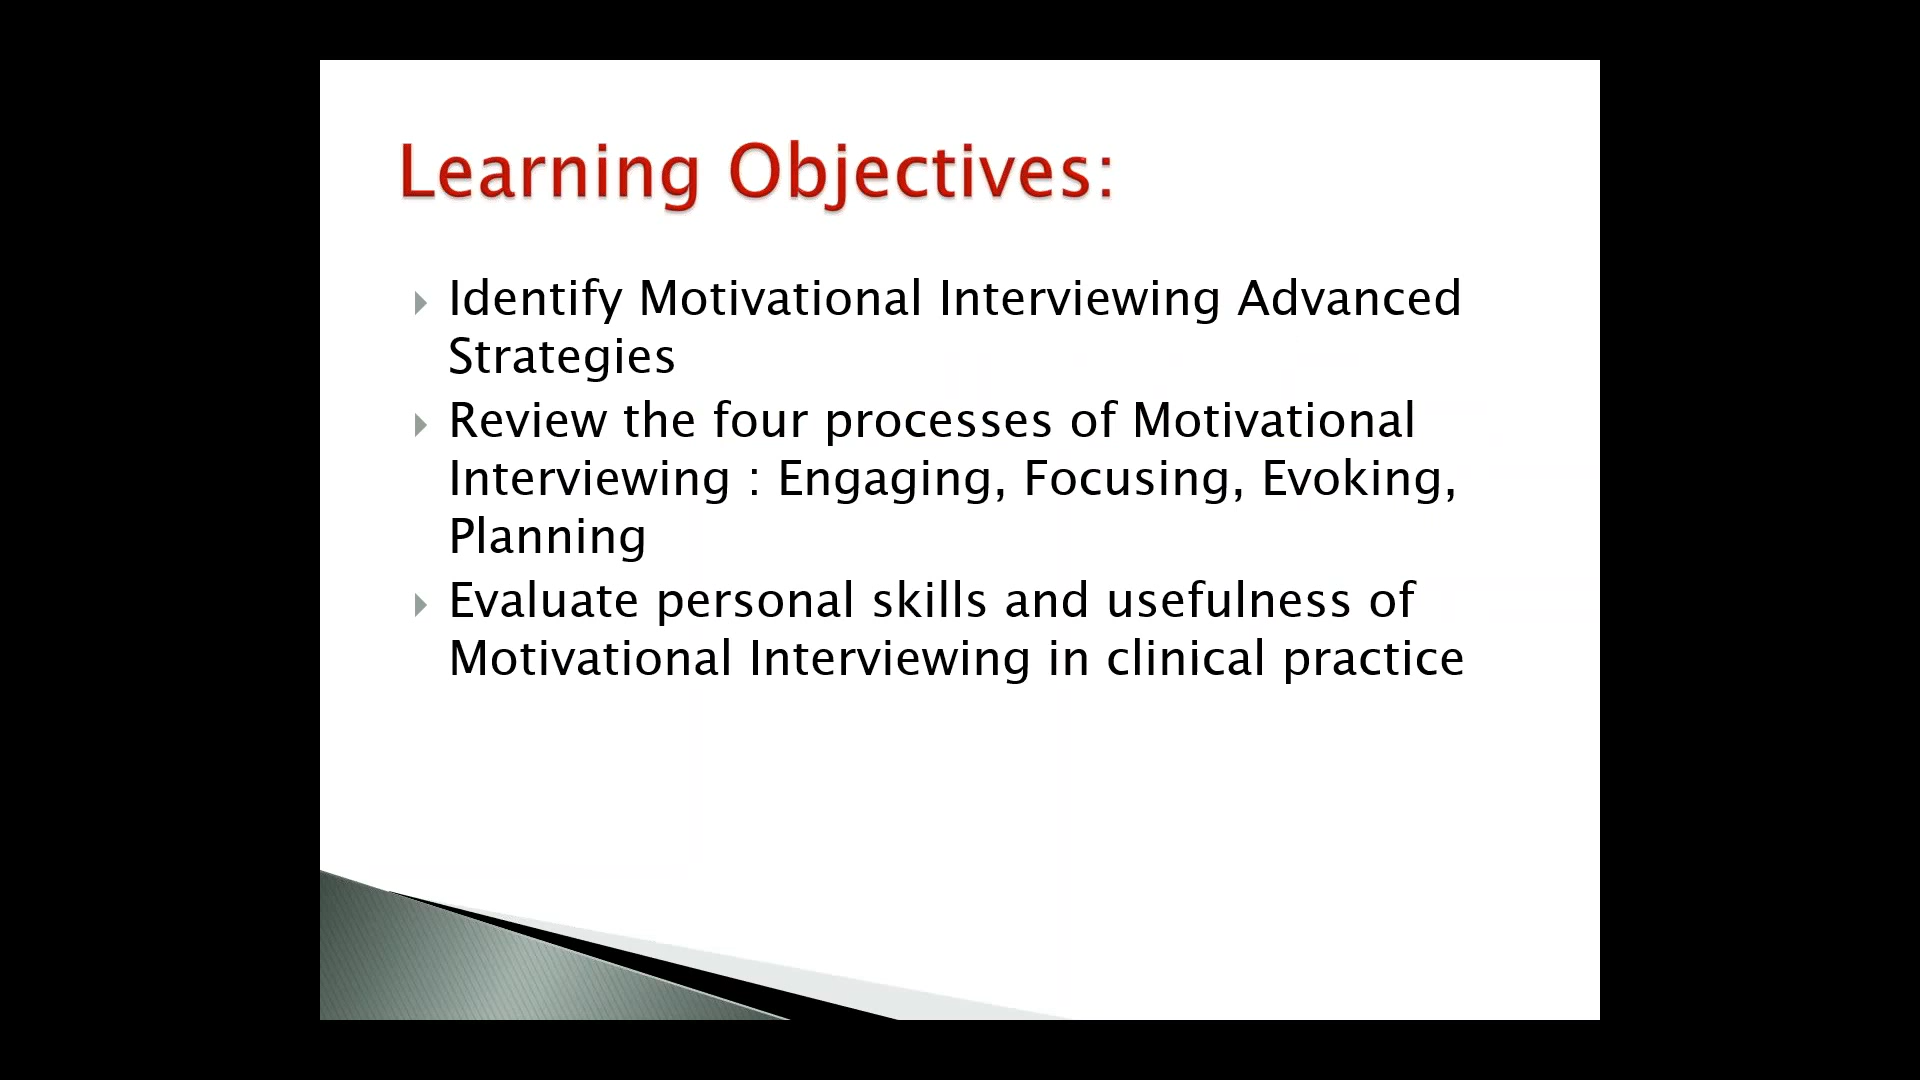 Learning Objectives:
Identify Motivational Interviewing Advanced
Strategies
Review the four processes of Motivational
Interviewing : Engaging, Focusing, Evoking,
Planning
Evaluate personal skills and usefulness of
Motivational Interviewing in clinical practice